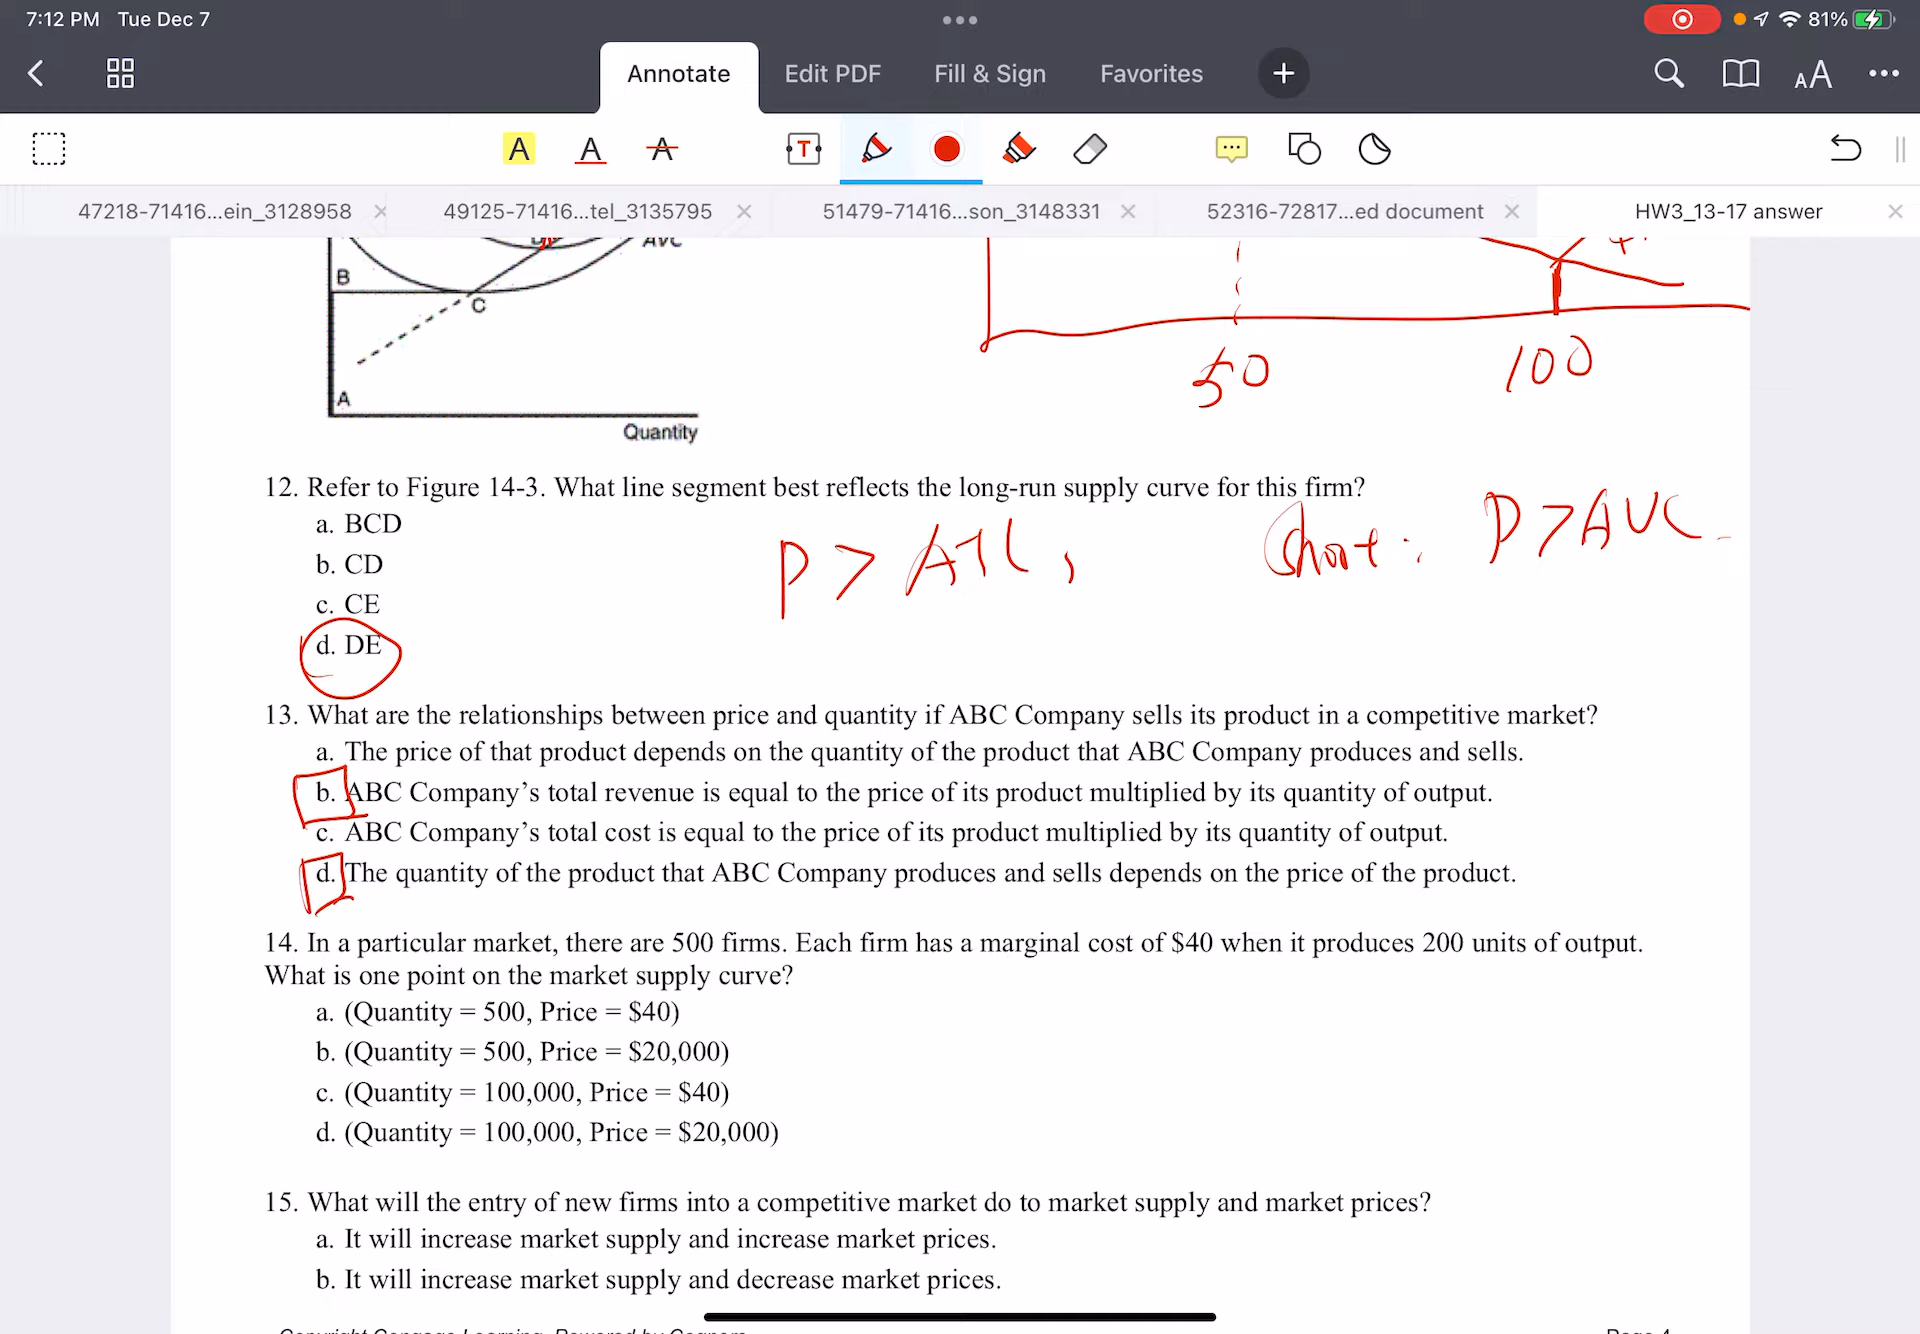 7:12 PM Tue Dec 7
81%
Annotate Edit PDF Fill & Sign Favorites
47218-71416...ein_3128958
49125-71416...tel_3135795
51479-71416...son_3148331
52316-72817...ed document
HW3_13-17 answer
AVC
B
C
A
Quantity
50
100
12. Refer to Figure 14-3. What line segment best reflects the long-run supply curve for this firm?
a. BCD
b. CD
c. CE
d. DE
P > ATC,
Short: P > AVC
13. What are the relationships between price and quantity if ABC Company sells its product in a competitive market?
a. The price of that product depends on the quantity of the product that ABC Company produces and sells.
b. ABC Company’s total revenue is equal to the price of its product multiplied by its quantity of output.
c. ABC Company’s total cost is equal to the price of its product multiplied by its quantity of output.
d. The quantity of the product that ABC Company produces and sells depends on the price of the product.
14. In a particular market, there are 500 firms. Each firm has a marginal cost of $40 when it produces 200 units of output.
What is one point on the market supply curve?
a. (Quantity = 500, Price = $40)
b. (Quantity = 500, Price = $20,000)
c. (Quantity = 100,000, Price = $40)
d. (Quantity = 100,000, Price = $20,000)
15. What will the entry of new firms into a competitive market do to market supply and market prices?
a. It will increase market supply and increase market prices.
b. It will increase market supply and decrease market prices.